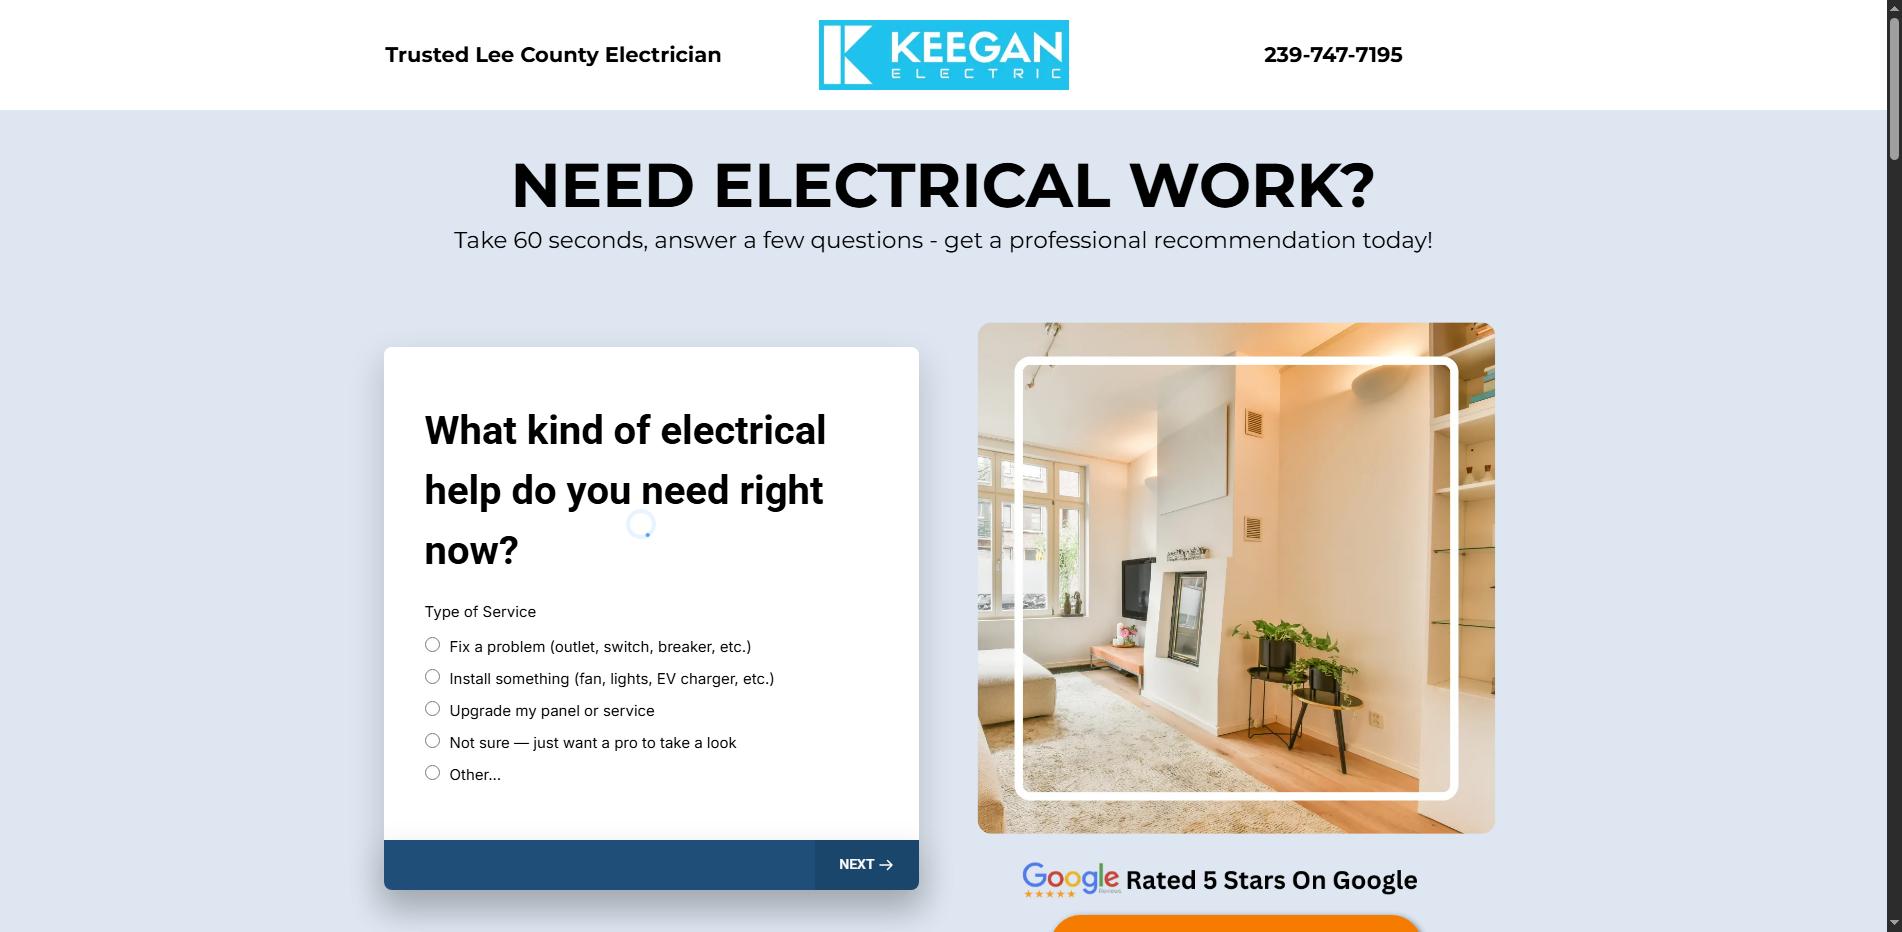 Trusted Lee County Electrician
KEEGAN
ELECTRIC
239-747-7195
NEED ELECTRICAL WORK?
Take 60 seconds, answer a few questions - get a professional recommendation today!
What kind of electrical
help do you need right
now?
Type of Service
Fix a problem (outlet, switch, breaker, etc.)
Install something (fan, lights, EV charger, etc.)
Upgrade my panel or service
Not sure — just want a pro to take a look
Other...
NEXT →
Google
Reviews
Rated 5 Stars On Google